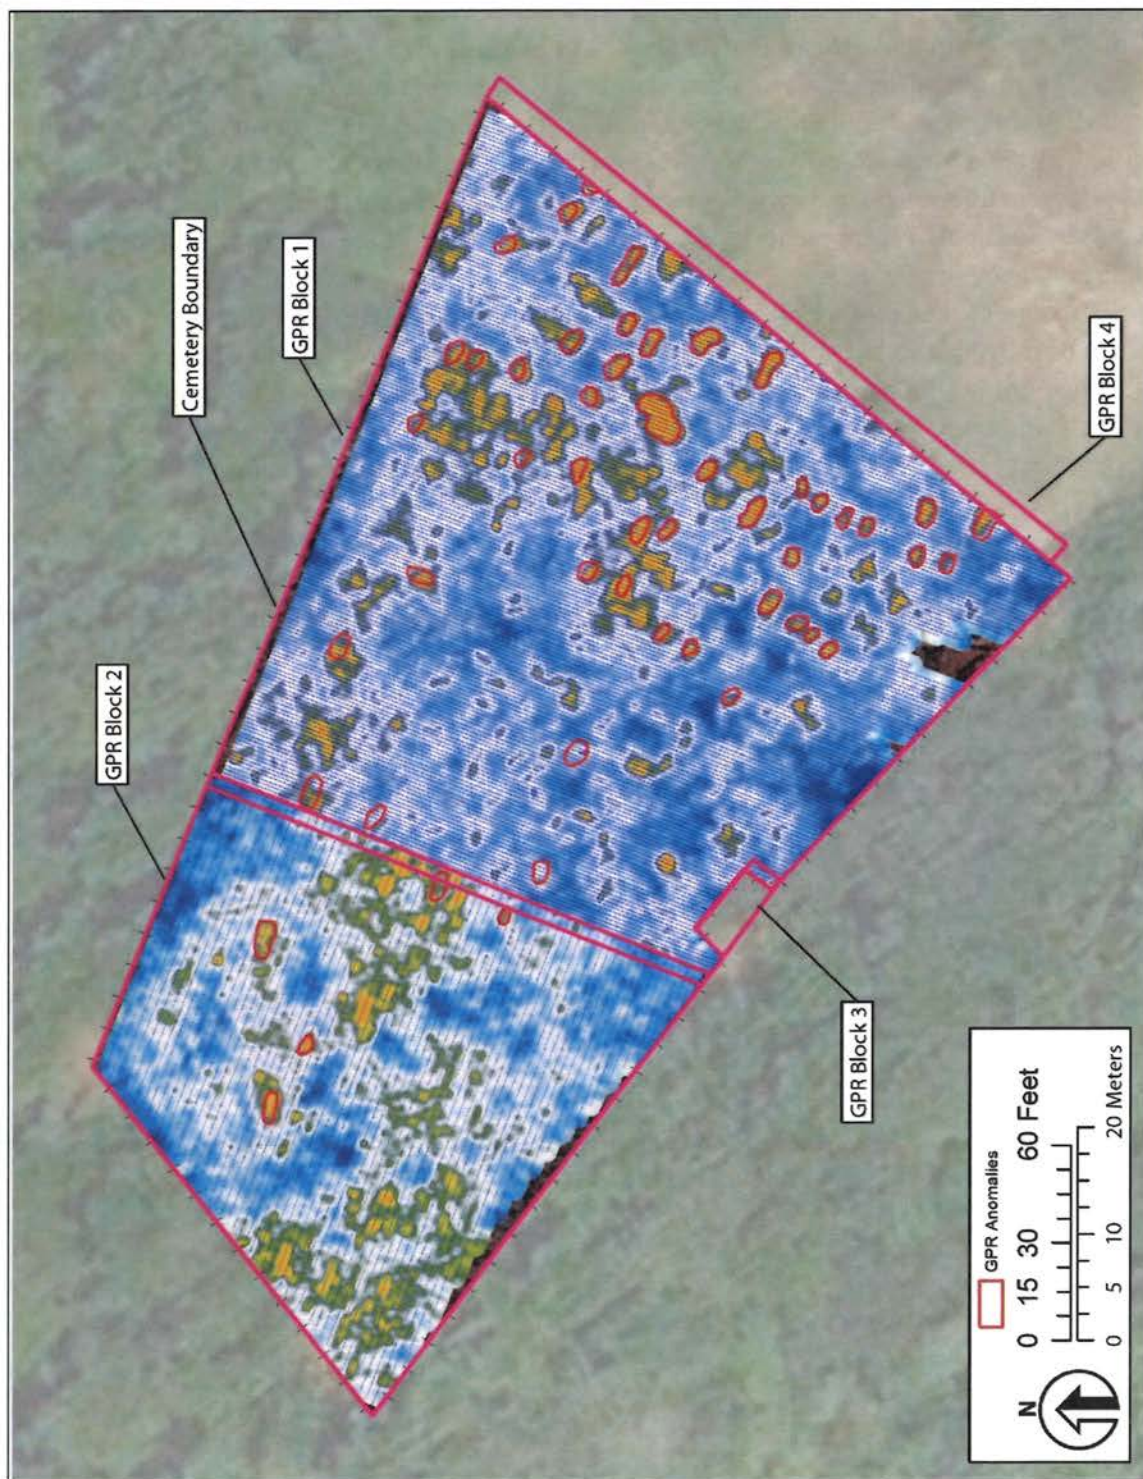 GPR Block 2
Cemetery Boundary
GPR Block 1
GPR Block 3
GPR Block 4
GPR Anomalies
0 15 30 60 Feet
0 5 10 20 Meters
N